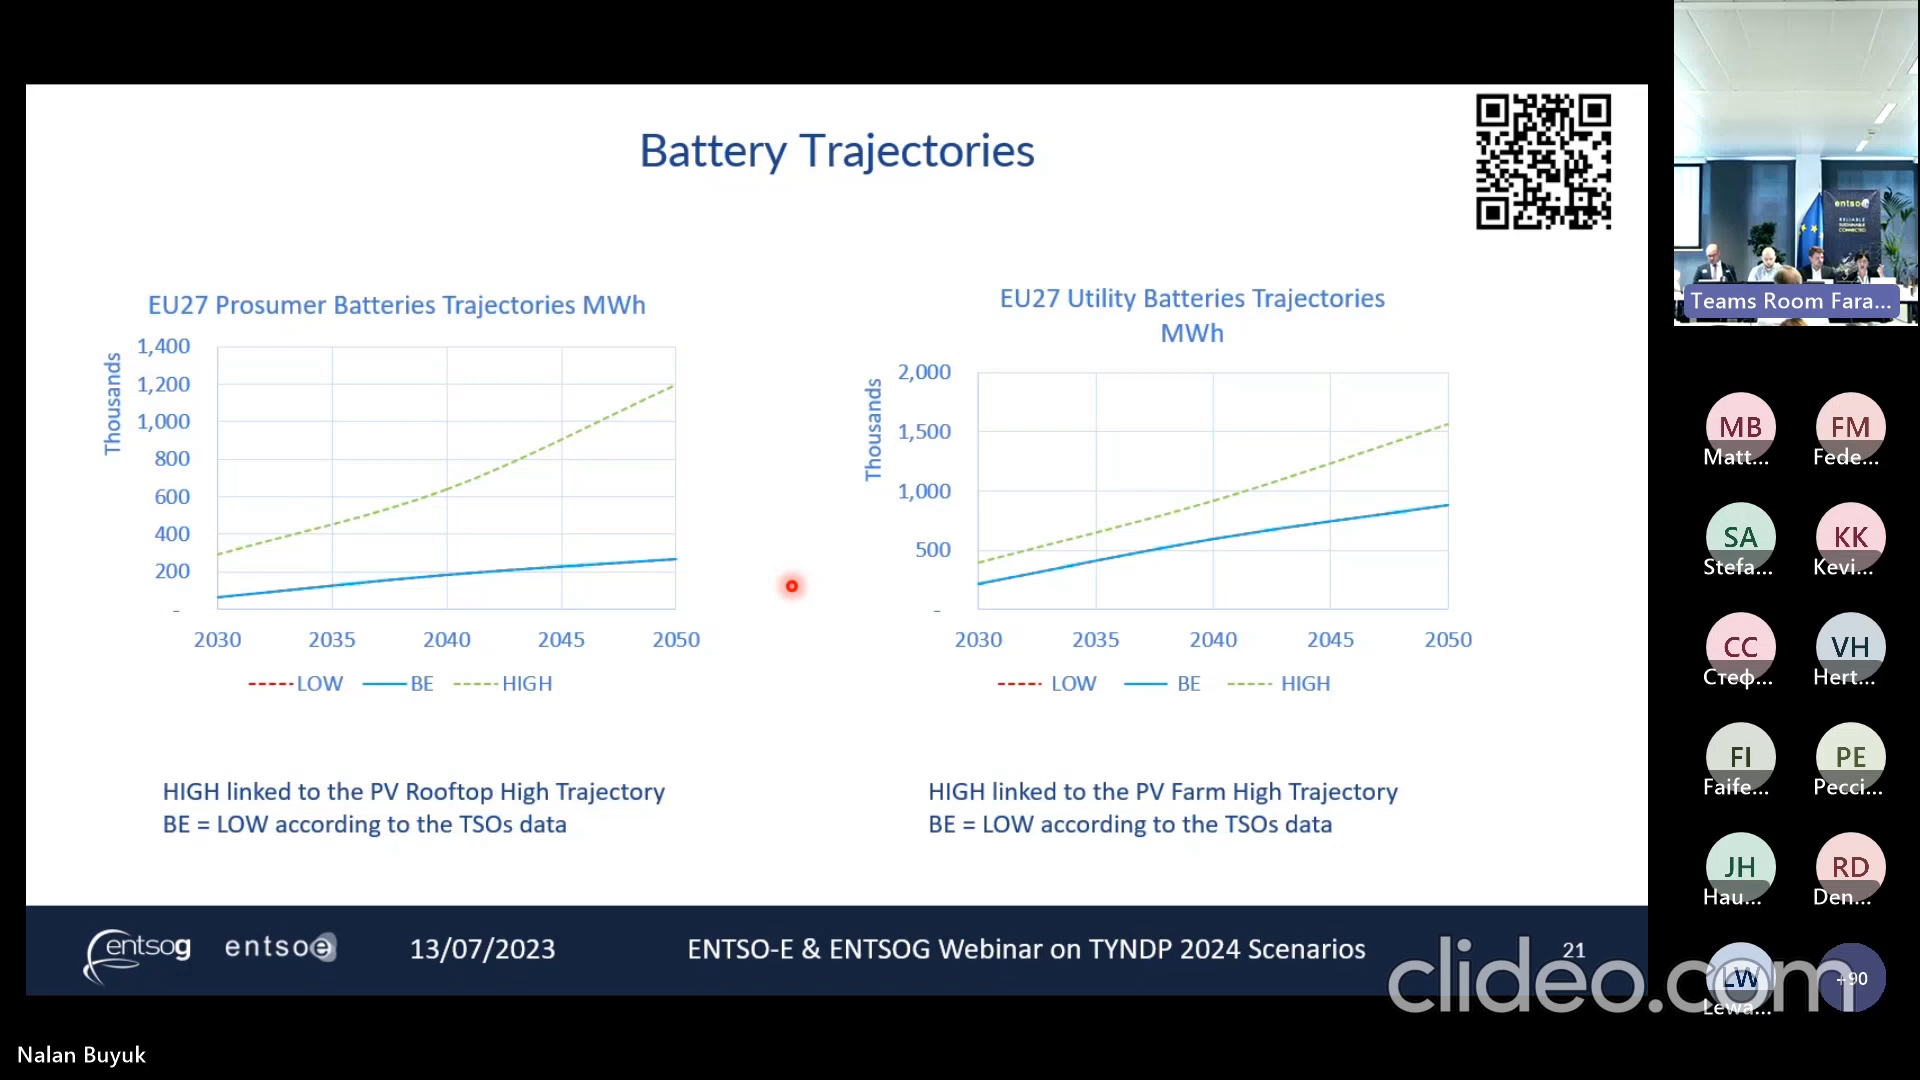 Battery Trajectories
EU27 Prosumer Batteries Trajectories MWh
Thousands
1,400
1,200
1,000
800
600
400
200
-
2030 2035 2040 2045 2050
LOW BE HIGH
HIGH linked to the PV Rooftop High Trajectory
BE = LOW according to the TSOs data
EU27 Utility Batteries Trajectories
MWh
Thousands
2,000
1,500
1,000
500
-
2030 2035 2040 2045 2050
LOW BE HIGH
HIGH linked to the PV Farm High Trajectory
BE = LOW according to the TSOs data
entsog entsoe 13/07/2023 ENTSO-E & ENTSOG Webinar on TYNDP 2024 Scenarios 21
clideo.com
Nalan Buyuk
entsoe
RELIABLE
SUSTAINABLE
CONNECTED
Teams Room Fara...
MB FM
Matt... Fede...
SA KK
Stefa... Kevi...
CC VH
Стеф... Hert...
FI PE
Faife... Pecci...
JH RD
Hau... Den...
LW +90
Lewa...